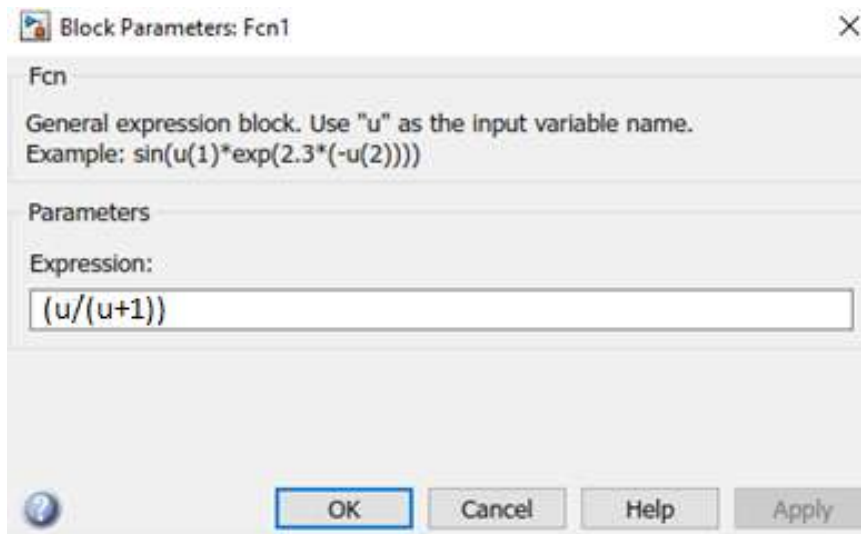 Block Parameters: Fcn1
Fcn
General expression block. Use "u" as the input variable name.
Example: sin(u(1)*exp(2.3*(-u(2))))
Parameters
Expression:
(u/(u+1))
OK Cancel Help Apply